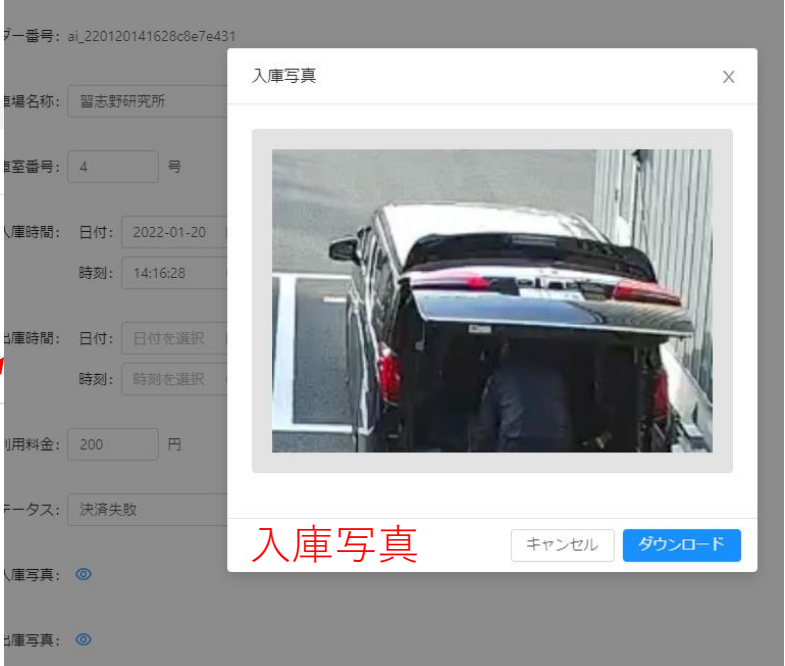 ダー番号: ai_220120141628c8e7e431
入庫写真 X
車場名称: 習志野研究所
車室番号: 4 号
入庫時間: 日付: 2022-01-20
時刻: 14:16:28
出庫時間: 日付: 日付を選択
時刻: 時刻を選択
利用料金: 200 円
テータス: 決済失敗
入庫写真 キャンセル ダウンロード
入庫写真:
出庫写真: